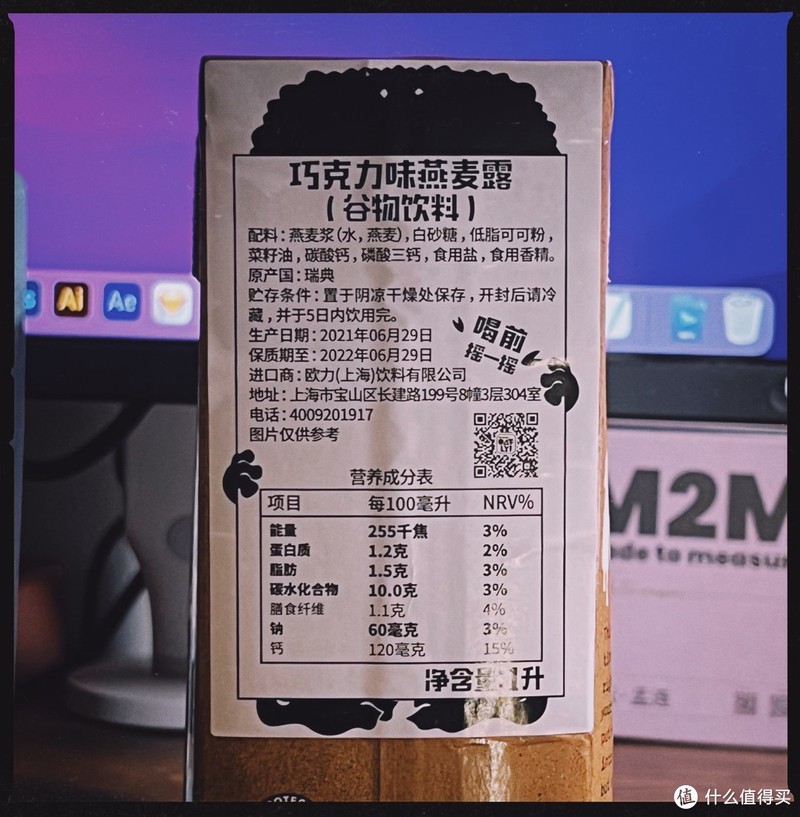 巧克力味燕麦露
(谷物饮料)
配料:燕麦浆(水,燕麦),白砂糖,低脂可可粉,
菜籽油,碳酸钙,磷酸三钙,食用盐,食用香精。
原产国:瑞典
贮存条件:置于阴凉干燥处保存,开封后请冷
藏,并于5日内饮用完。
生产日期:2021年06月29日
保质期至:2022年06月29日
喝前
摇一摇
进口商:欧力(上海)饮料有限公司
地址:上海市宝山区长建路199号8幢3层304室
电话:4009201917
图片仅供参考
营养成分表
项目 每100毫升 NRV%
能量 255千焦 3%
蛋白质 1.2克 2%
脂肪 1.5克 3%
碳水化合物 10.0克 3%
膳食纤维 1.1克 4%
钠 60毫克 3%
钙 120毫克 15%
净含量:1升
Ai
Ae
M2M
de to measu
值 什么值得买